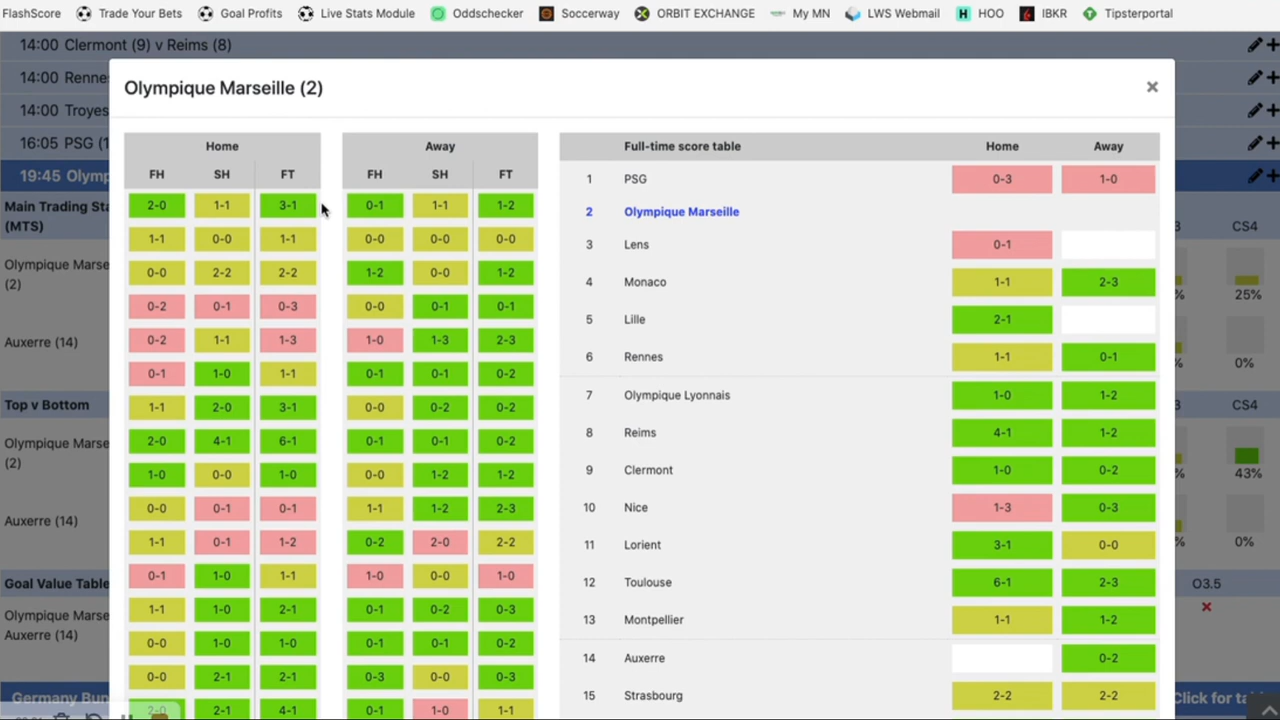 FlashScore Trade Your Bets Goal Profits Live Stats Module Oddschecker Soccerway ORBIT EXCHANGE My MN LWS Webmail HOO IBKR Tipsterportal
14:00 Clermont (9) v Reims (8)
14:00 Rennes
14:00 Troyes
16:05 PSG (1
19:45 Olymp
Main Trading Sta
(MTS)
Olympique Marse
(2)
Auxerre (14)
Top v Bottom
Olympique Marse
(2)
Auxerre (14)
Goal Value Table
Olympique Marse
Auxerre (14)
Germany Bun
Olympique Marseille (2)
×
Home Away
FH SH FT FH SH FT
2-0 1-1 3-1 0-1 1-1 1-2
1-1 0-0 1-1 0-0 0-0 0-0
0-0 2-2 2-2 1-2 0-0 1-2
0-2 0-1 0-3 0-0 0-1 0-1
0-2 1-1 1-3 1-0 1-3 2-3
0-1 1-0 1-1 0-1 0-1 0-2
1-1 2-0 3-1 0-0 0-2 0-2
2-0 4-1 6-1 0-1 0-1 0-2
1-0 0-0 1-0 0-0 1-2 1-2
0-0 0-1 0-1 1-1 1-2 2-3
1-1 0-1 1-2 0-2 2-0 2-2
0-1 1-0 1-1 1-0 0-0 1-0
1-1 1-0 2-1 0-1 0-2 0-3
0-0 1-0 1-0 0-1 0-1 0-2
0-0 2-1 2-1 0-3 0-0 0-3
2-0 2-1 4-1 0-1 1-0 1-1
Full-time score table Home Away
1 PSG 0-3 1-0
2 Olympique Marseille
3 Lens 0-1
4 Monaco 1-1 2-3
5 Lille 2-1
6 Rennes 1-1 0-1
7 Olympique Lyonnais 1-0 1-2
8 Reims 4-1 1-2
9 Clermont 1-0 0-2
10 Nice 1-3 0-3
11 Lorient 3-1 0-0
12 Toulouse 6-1 2-3
13 Montpellier 1-1 1-2
14 Auxerre 0-2
15 Strasbourg 2-2 2-2
3 CS4
% 25%
% 0%
3 CS4
% 43%
% 0%
O3.5
Click for tab